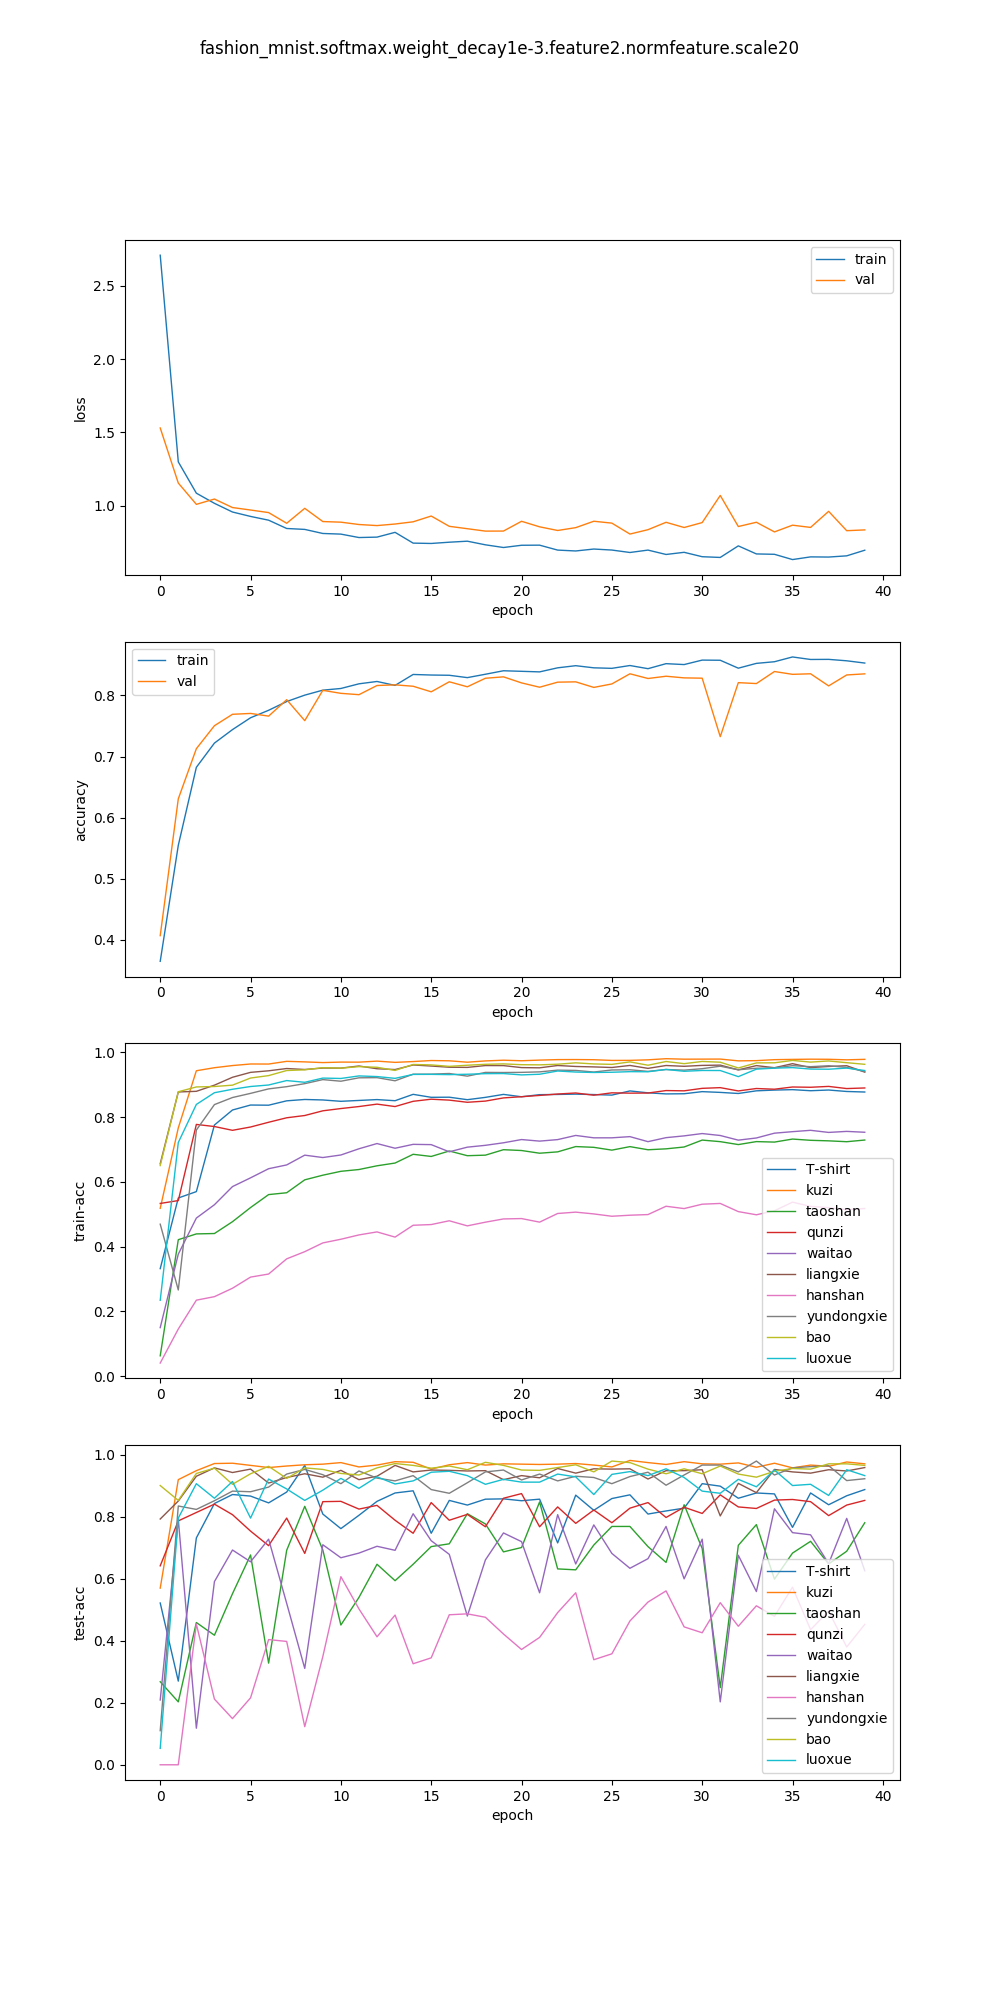 fashion_mnist.softmax.weight_decay1e-3.feature2.normfeature.scale20
train
val
2.5
2.0
1.5
1.0
loss
0 5 10 15 20 25 30 35 40
epoch
train
val
0.8
0.7
0.6
0.5
0.4
accuracy
0 5 10 15 20 25 30 35 40
epoch
1.0
0.8
0.6
0.4
0.2
0.0
train-acc
T-shirt
kuzi
taoshan
qunzi
waitao
liangxie
hanshan
yundongxie
bao
luoxue
0 5 10 15 20 25 30 35 40
epoch
1.0
0.8
0.6
0.4
0.2
0.0
test-acc
T-shirt
kuzi
taoshan
qunzi
waitao
liangxie
hanshan
yundongxie
bao
luoxue
0 5 10 15 20 25 30 35 40
epoch